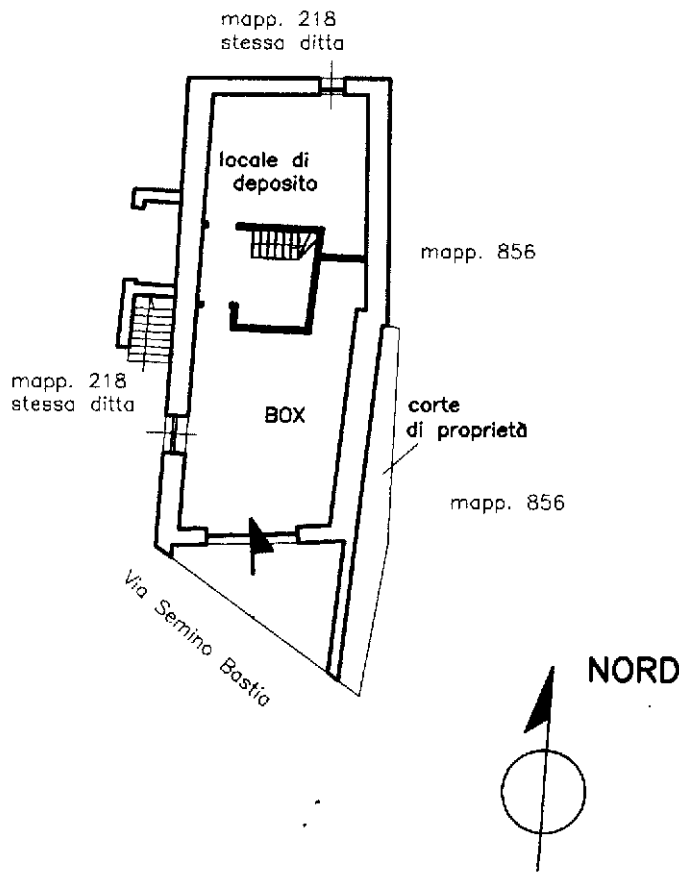 mapp. 218
stessa ditta
locale di
deposito
mapp. 856
mapp. 218
stessa ditta
BOX
corte
di proprietà
mapp. 856
Via Semino Bastia
NORD